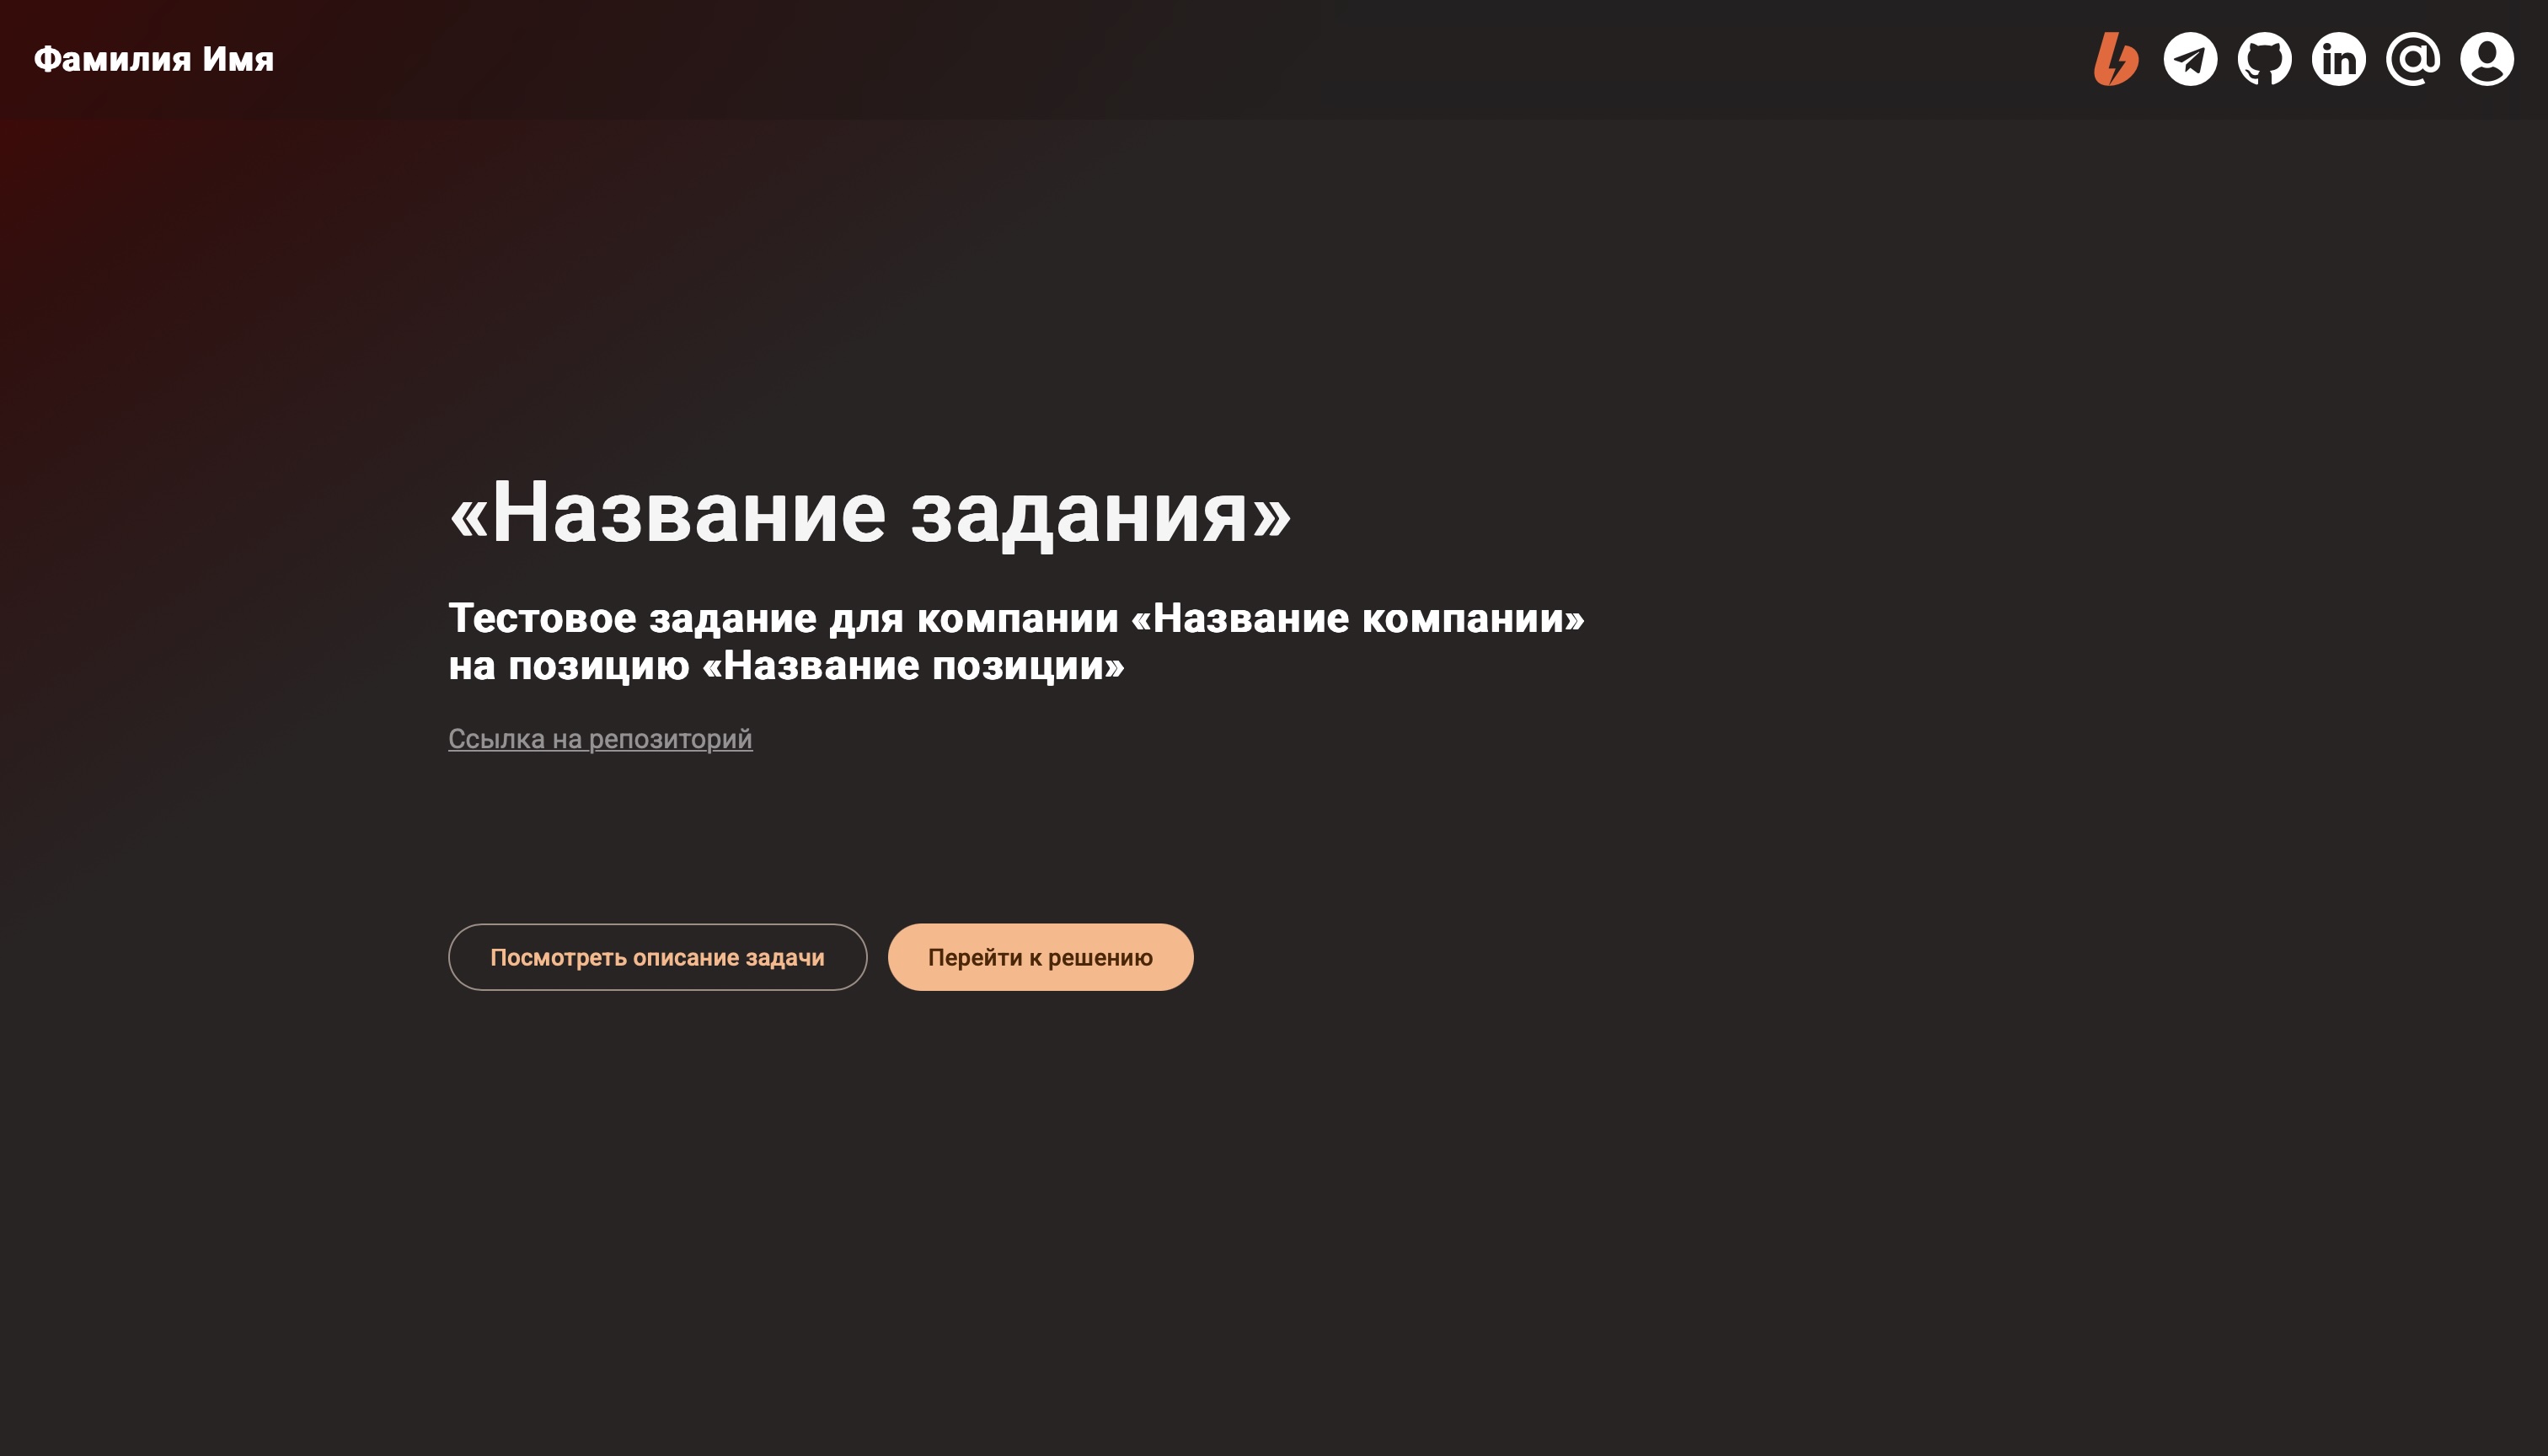 Фамилия Имя
«Название задания»
Тестовое задание для компании «Название компании»
на позицию «Название позиции»
Ссылка на репозиторий
Посмотреть описание задачи
Перейти к решению